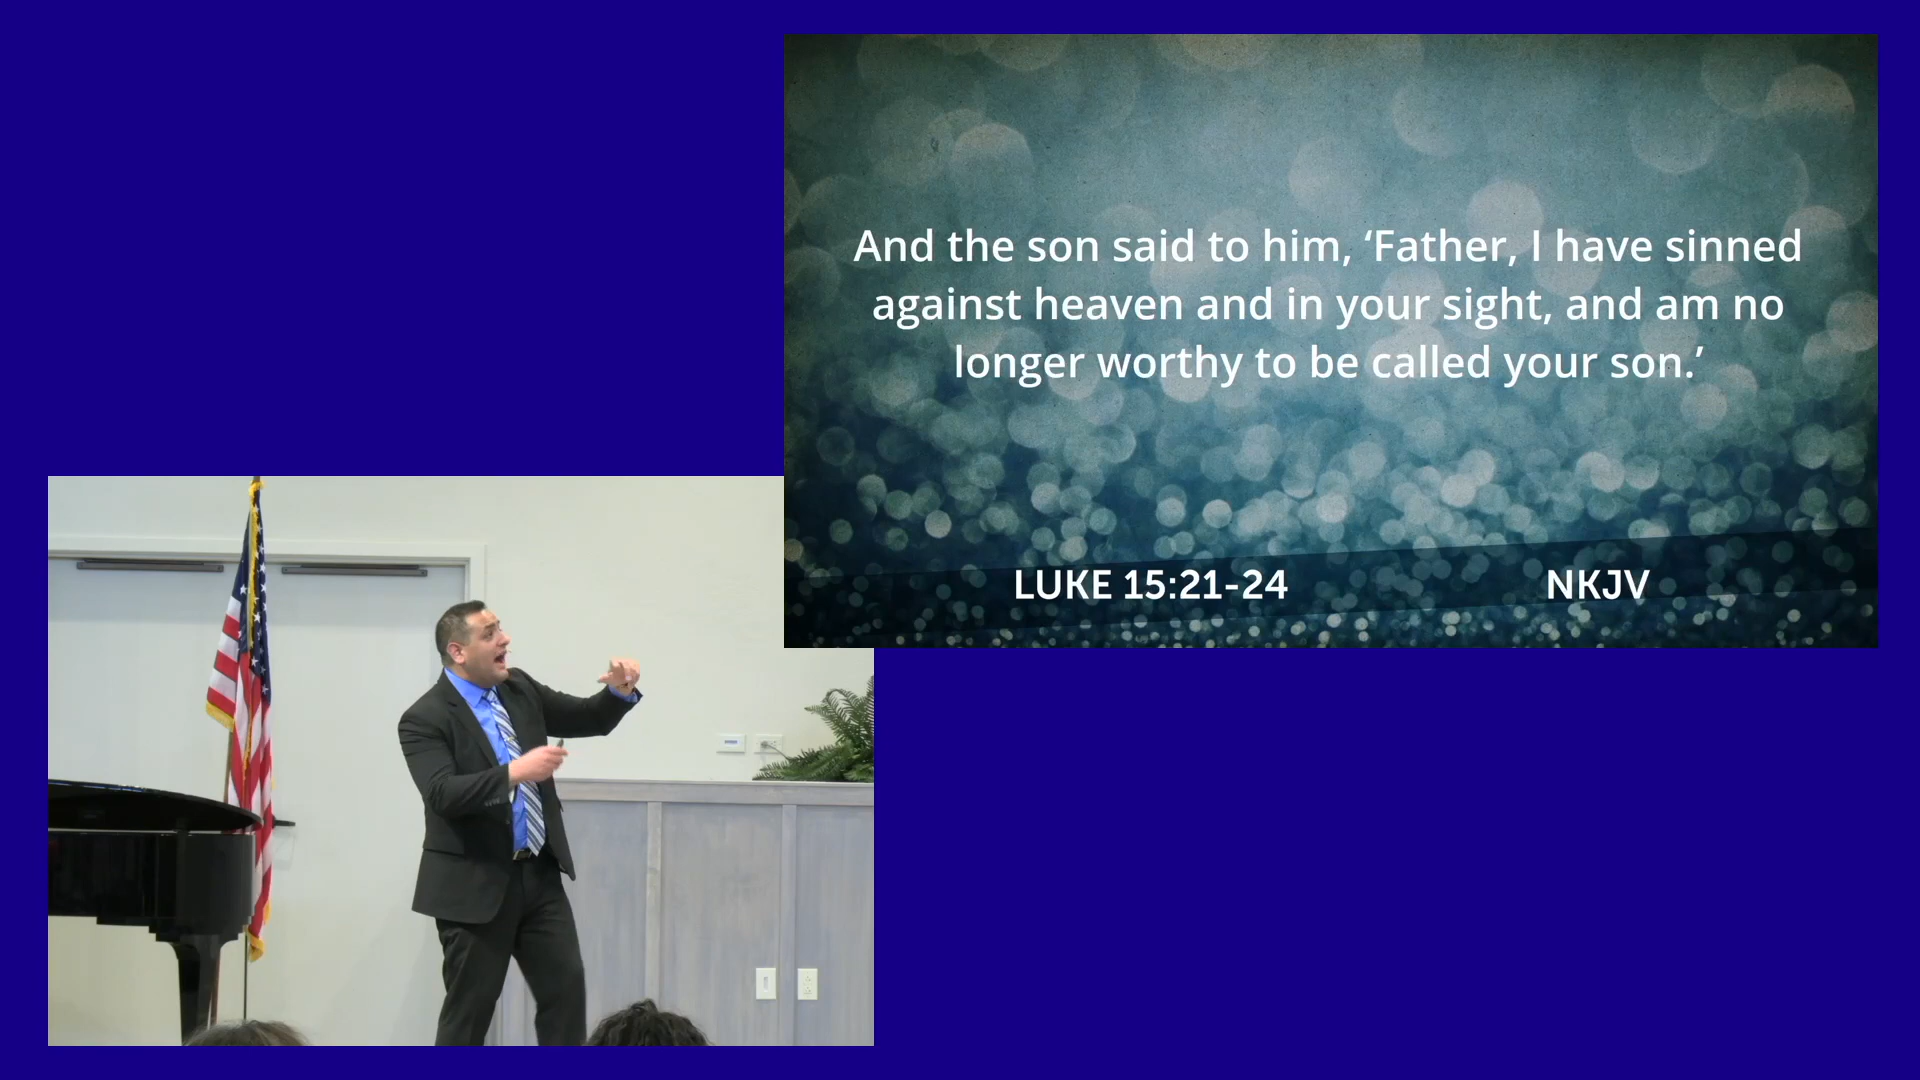 And the son said to him, ‘Father, I have sinned
against heaven and in your sight, and am no
longer worthy to be called your son.’
LUKE 15:21-24 NKJV